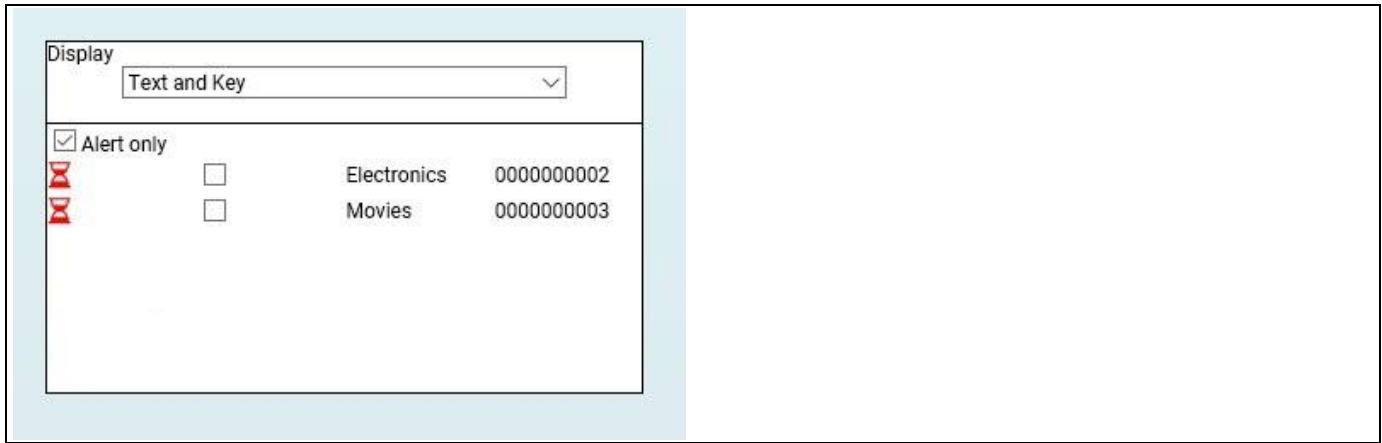 Display
Text and Key
Alert only
Electronics 0000000002
Movies 0000000003